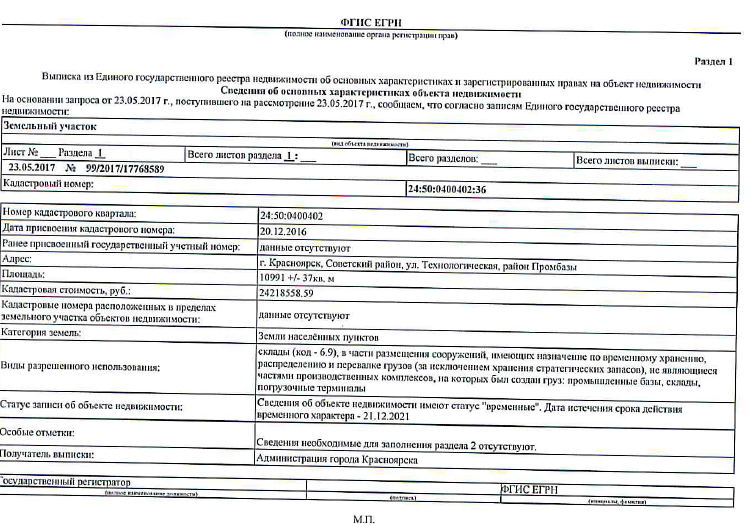 ФГИС ЕГРН
(полное наименование органа регистрации прав)
Раздел 1
Выписка из Единого государственного реестра недвижимости об основных характеристиках и зарегистрированных правах на объект недвижимости
Сведения об основных характеристиках объекта недвижимости
На основании запроса от 23.05.2017 г., поступившего на рассмотрение 23.05.2017 г., сообщаем, что согласно записям Единого государственного реестра
недвижимости:
Земельный участок
(вид объекта недвижимости)
Лист № ___ Раздела 1 Всего листов раздела 1 : ___ Всего разделов: ___ Всего листов выписки: ___
23.05.2017 № 99/2017/17768589
Кадастровый номер: 24:50:0400402:36
Номер кадастрового квартала: 24:50:0400402
Дата присвоения кадастрового номера: 20.12.2016
Ранее присвоенный государственный учетный номер: данные отсутствуют
Адрес: г. Красноярск, Советский район, ул. Технологическая, район Промбазы
Площадь: 10991 +/- 37кв. м
Кадастровая стоимость, руб.: 24218558.59
Кадастровые номера расположенных в пределах
земельного участка объектов недвижимости: данные отсутствуют
Категория земель: Земли населённых пунктов
Виды разрешенного использования: склады (код - 6.9), в части размещения сооружений, имеющих назначение по временному хранению,
распределению и перевалке грузов (за исключением хранения стратегических запасов), не являющиеся
частями производственных комплексов, на которых был создан груз: промышленные базы, склады,
погрузочные терминалы
Статус записи об объекте недвижимости: Сведения об объекте недвижимости имеют статус "временные". Дата истечения срока действия
временного характера - 21.12.2021
Особые отметки: Сведения необходимые для заполнения раздела 2 отсутствуют.
Получатель выписки: Администрация города Красноярска
Государственный регистратор ФГИС ЕГРН
(полное наименование должности) (подпись) (инициалы, фамилия)
М.П.